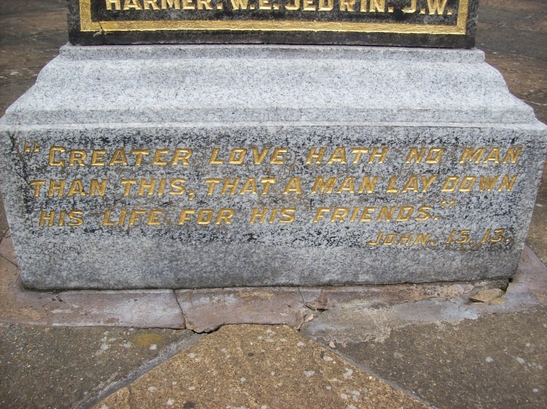 HARMER. W.E. JEDRIN. J.W.
"GREATER LOVE, HATH NO MAN
THAN THIS, THAT A MAN LAY DOWN
HIS LIFE FOR HIS FRIENDS."
JOHN. 15. 13.